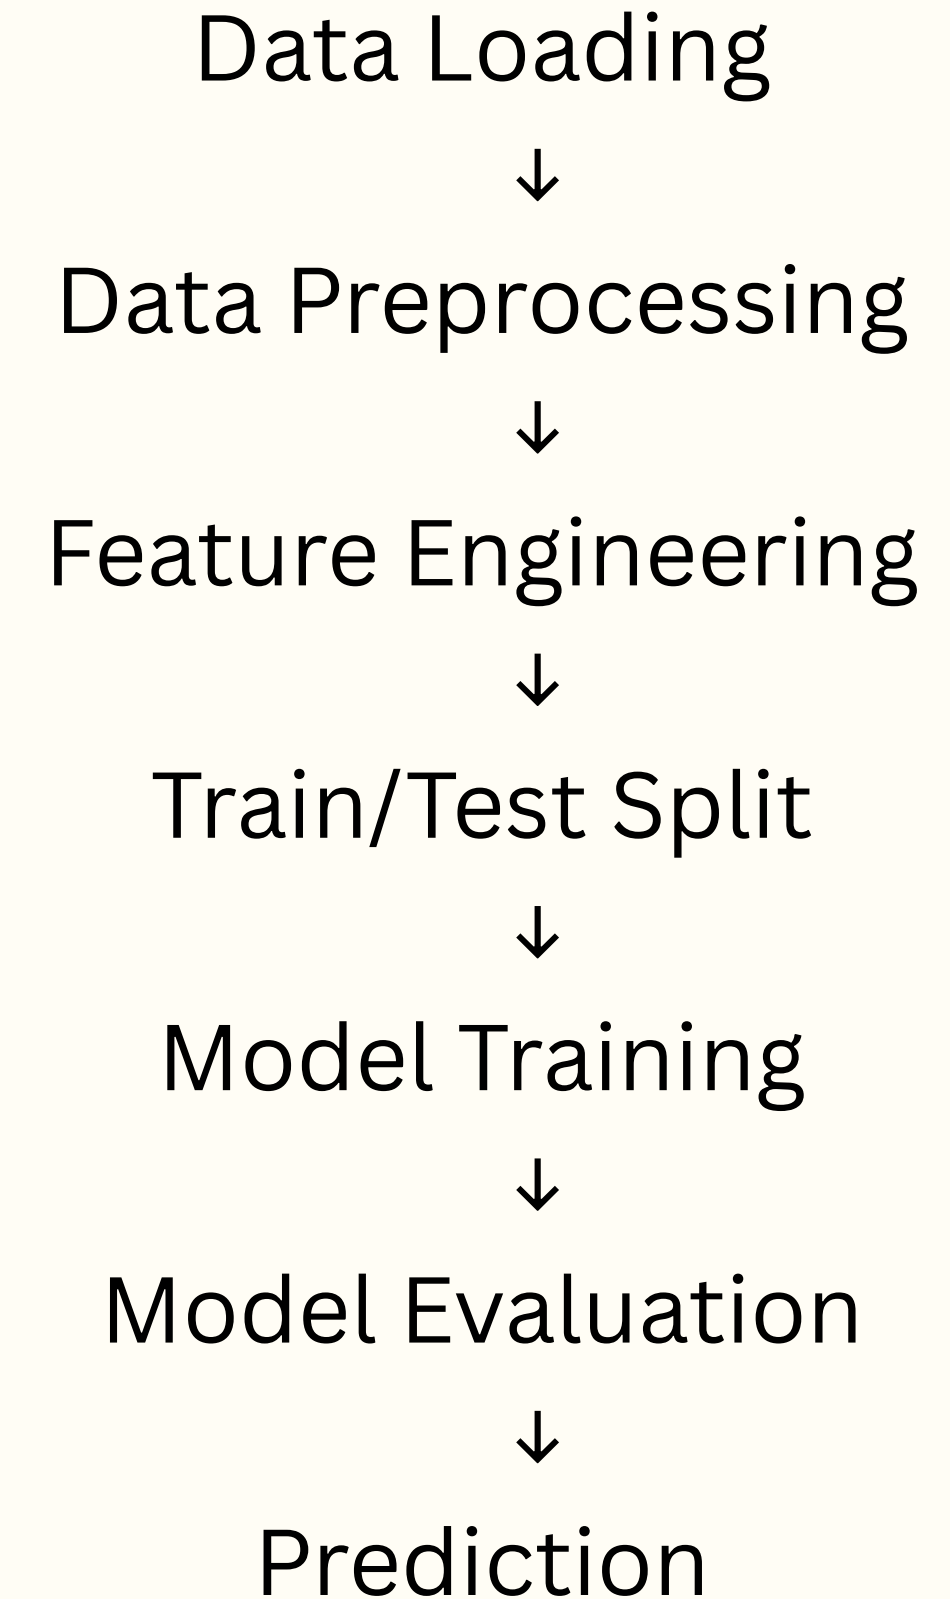 Data Loading
↓
Data Preprocessing
↓
Feature Engineering
↓
Train/Test Split
↓
Model Training
↓
Model Evaluation
↓
Prediction